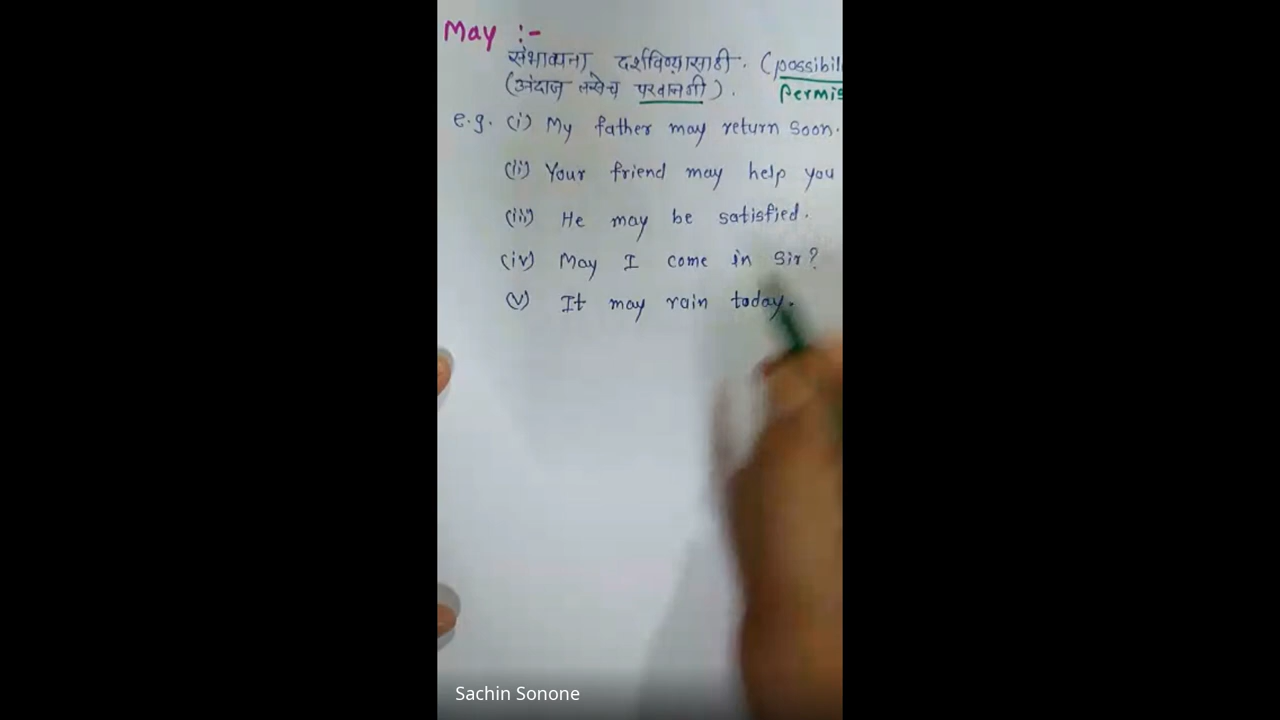 May :-
संभाव्यना दर्शविण्यासाठी. (possibil
(अंदाज तसेच परवानगी). Permis
e.g. (i) My father may return soon.
(ii) Your friend may help you
(iii) He may be satisfied.
(iv) May I come in Sir?
(v) It may rain today.
Sachin Sonone